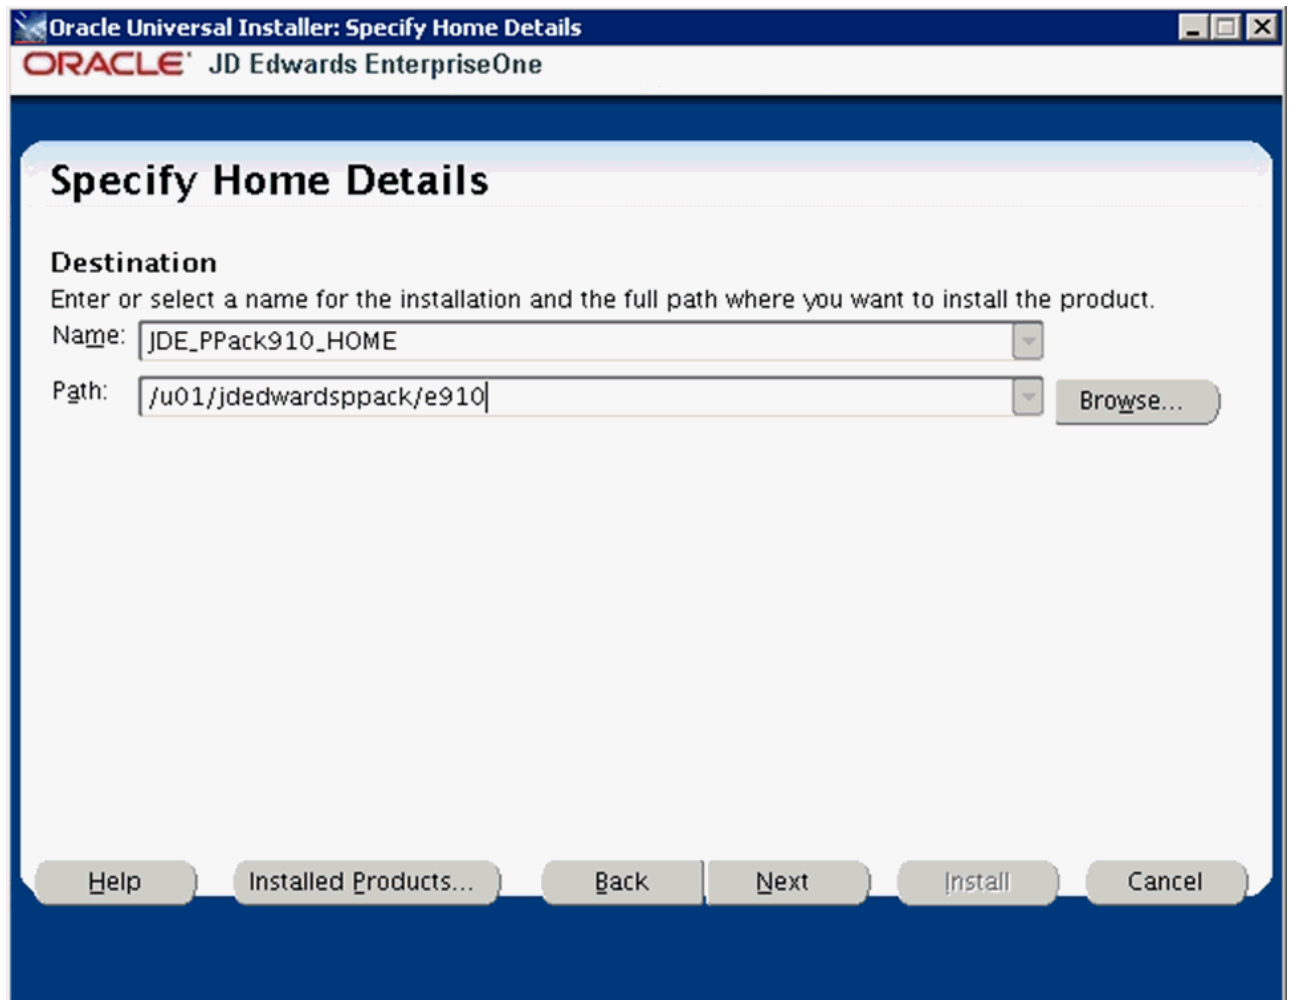 Oracle Universal Installer: Specify Home Details
ORACLE JD Edwards EnterpriseOne
Specify Home Details
Destination
Enter or select a name for the installation and the full path where you want to install the product.
Name: JDE_PPack910_HOME
Path: /u01/jdedwardsppack/e910 Browse...
Help Installed Products... Back Next Install Cancel